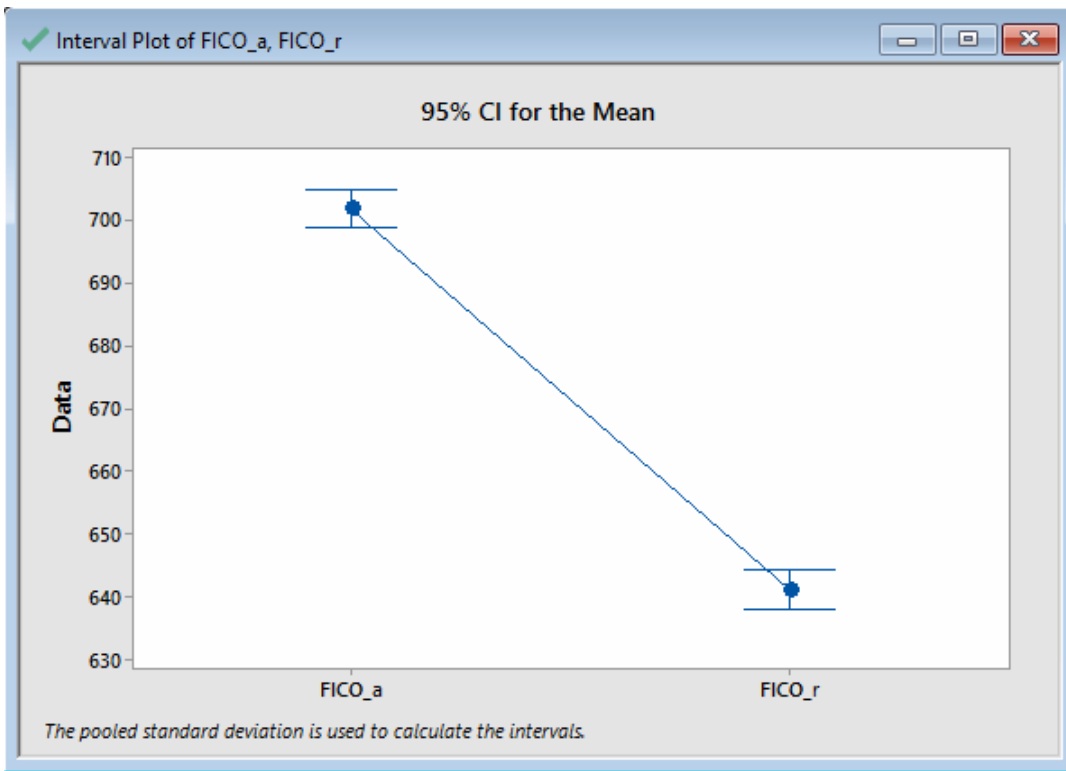 Interval Plot of FICO_a, FICO_r
95% CI for the Mean
710
700
690
680
670
660
650
640
630
Data
FICO_a FICO_r
The pooled standard deviation is used to calculate the intervals.